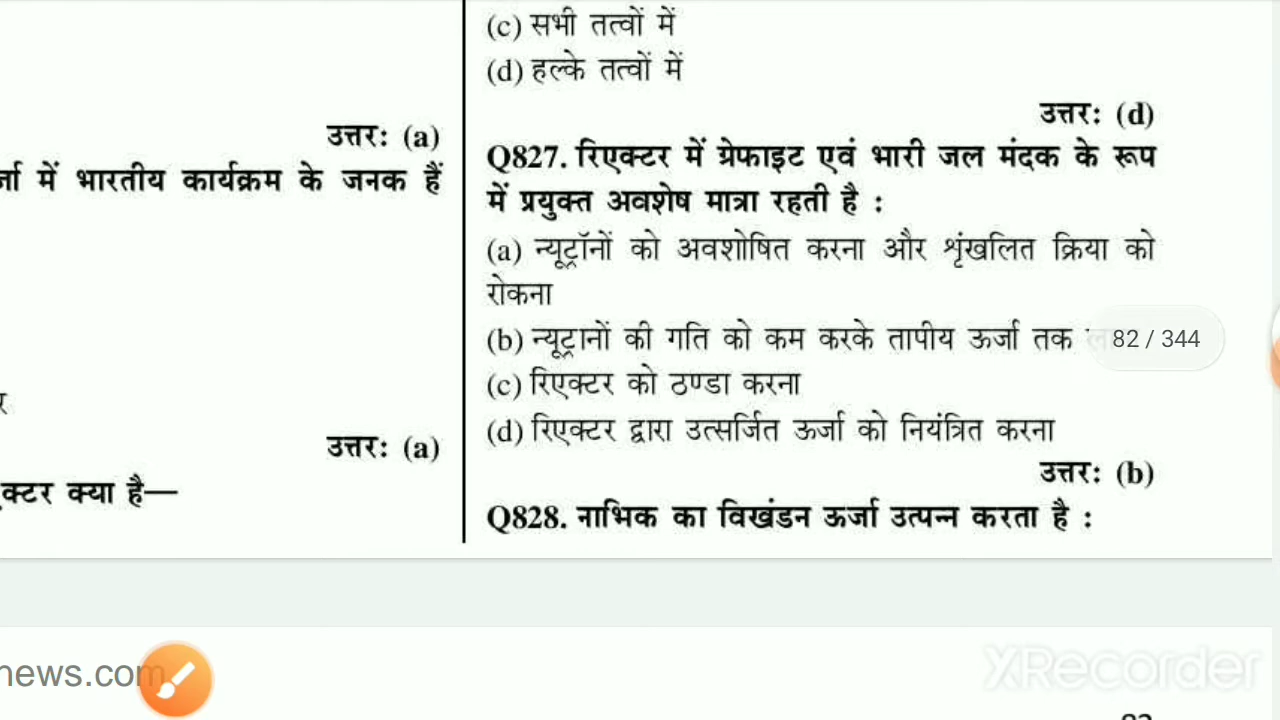 उत्तरः (a)
र्जा में भारतीय कार्यक्रम के जनक हैं
उत्तरः (a)
क्टर क्या है—
(c) सभी तत्वों में
(d) हल्के तत्वों में
उत्तरः (d)
Q827. रिएक्टर में ग्रेफाइट एवं भारी जल मंदक के रूप
में प्रयुक्त अवशेष मात्रा रहती है :
(a) न्यूट्रॉनों को अवशोषित करना और शृंखलित क्रिया को
रोकना
(b) न्यूट्रानों की गति को कम करके तापीय ऊर्जा तक
82 / 344
(c) रिएक्टर को ठण्डा करना
(d) रिएक्टर द्वारा उत्सर्जित ऊर्जा को नियंत्रित करना
उत्तरः (b)
Q828. नाभिक का विखंडन ऊर्जा उत्पन्न करता है :
news.com
XRecorder